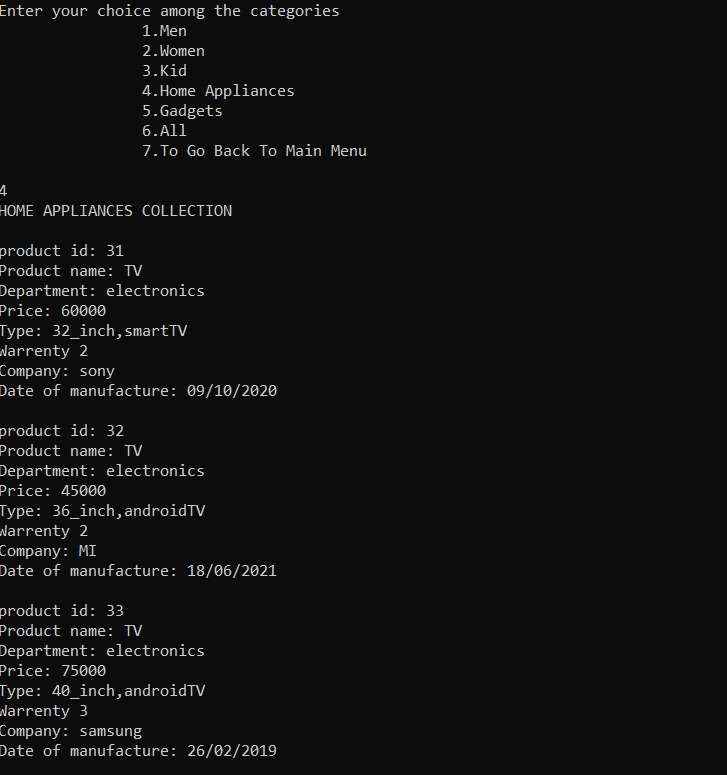 Enter your choice among the categories
1.Men
2.Women
3.Kid
4.Home Appliances
5.Gadgets
6.All
7.To Go Back To Main Menu
4
HOME APPLIANCES COLLECTION
product id: 31
Product name: TV
Department: electronics
Price: 60000
Type: 32_inch,smartTV
Warrenty 2
Company: sony
Date of manufacture: 09/10/2020
product id: 32
Product name: TV
Department: electronics
Price: 45000
Type: 36_inch,androidTV
Warrenty 2
Company: MI
Date of manufacture: 18/06/2021
product id: 33
Product name: TV
Department: electronics
Price: 75000
Type: 40_inch,androidTV
Warrenty 3
Company: samsung
Date of manufacture: 26/02/2019